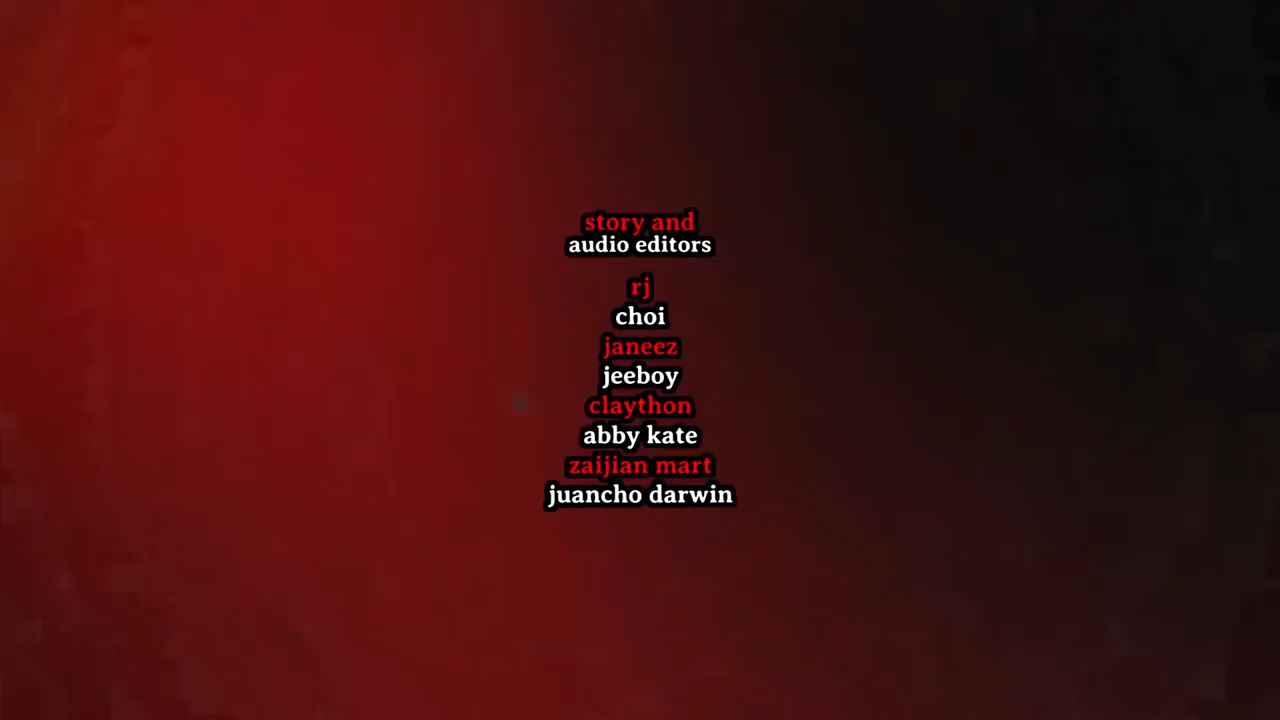 story and
audio editors
rj
choi
janeez
jeeboy
claython
abby kate
zaijian mart
juancho darwin